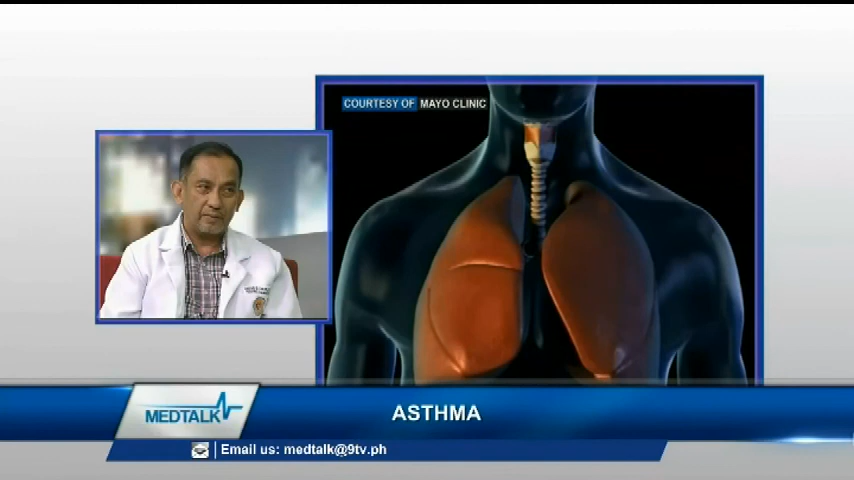 COURTESY OF MAYO CLINIC
MEDTALK
ASTHMA
Email us: medtalk@9tv.ph